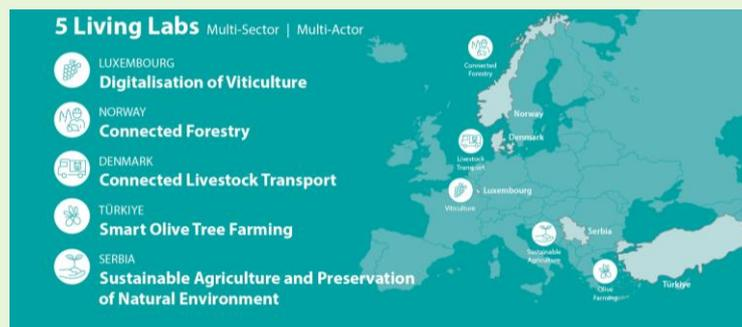 5 Living Labs Multi-Sector | Multi-Actor
LUXEMBOURG
Digitalisation of Viticulture
NORWAY
Connected Forestry
DENMARK
Connected Livestock Transport
TÜRKIYE
Smart Olive Tree Farming
SERBIA
Sustainable Agriculture and Preservation
of Natural Environment
Connected
Forestry
Norway
Denmark
Livestock
Transport
Luxembourg
Viticulture
Serbia
Sustainable
Agriculture
Olive
Farming
Türkiye